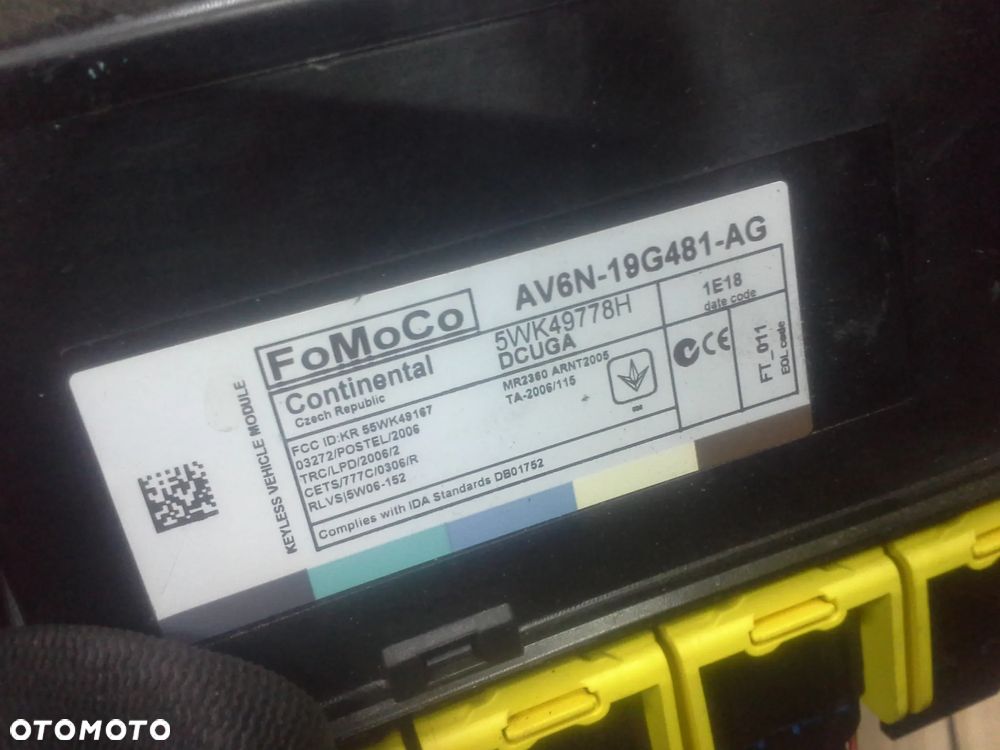 AV6N-19G481-AG
FoMoCo
Continental
Czech Republic
5WK49778H
DCUGA
1E18
date code
KEYLESS VEHICLE MODULE
FCC ID:KR 55WK49167
03272/POSTEL/2006
TRC/LPD/2006/2
CETS/777C/0306/R
RLVS|5W06-152
MR2360 ARNT2005
TA-2006/115
CE
FT_011
EOL code
Complies with IDA Standards DB01752
OTOMOTO